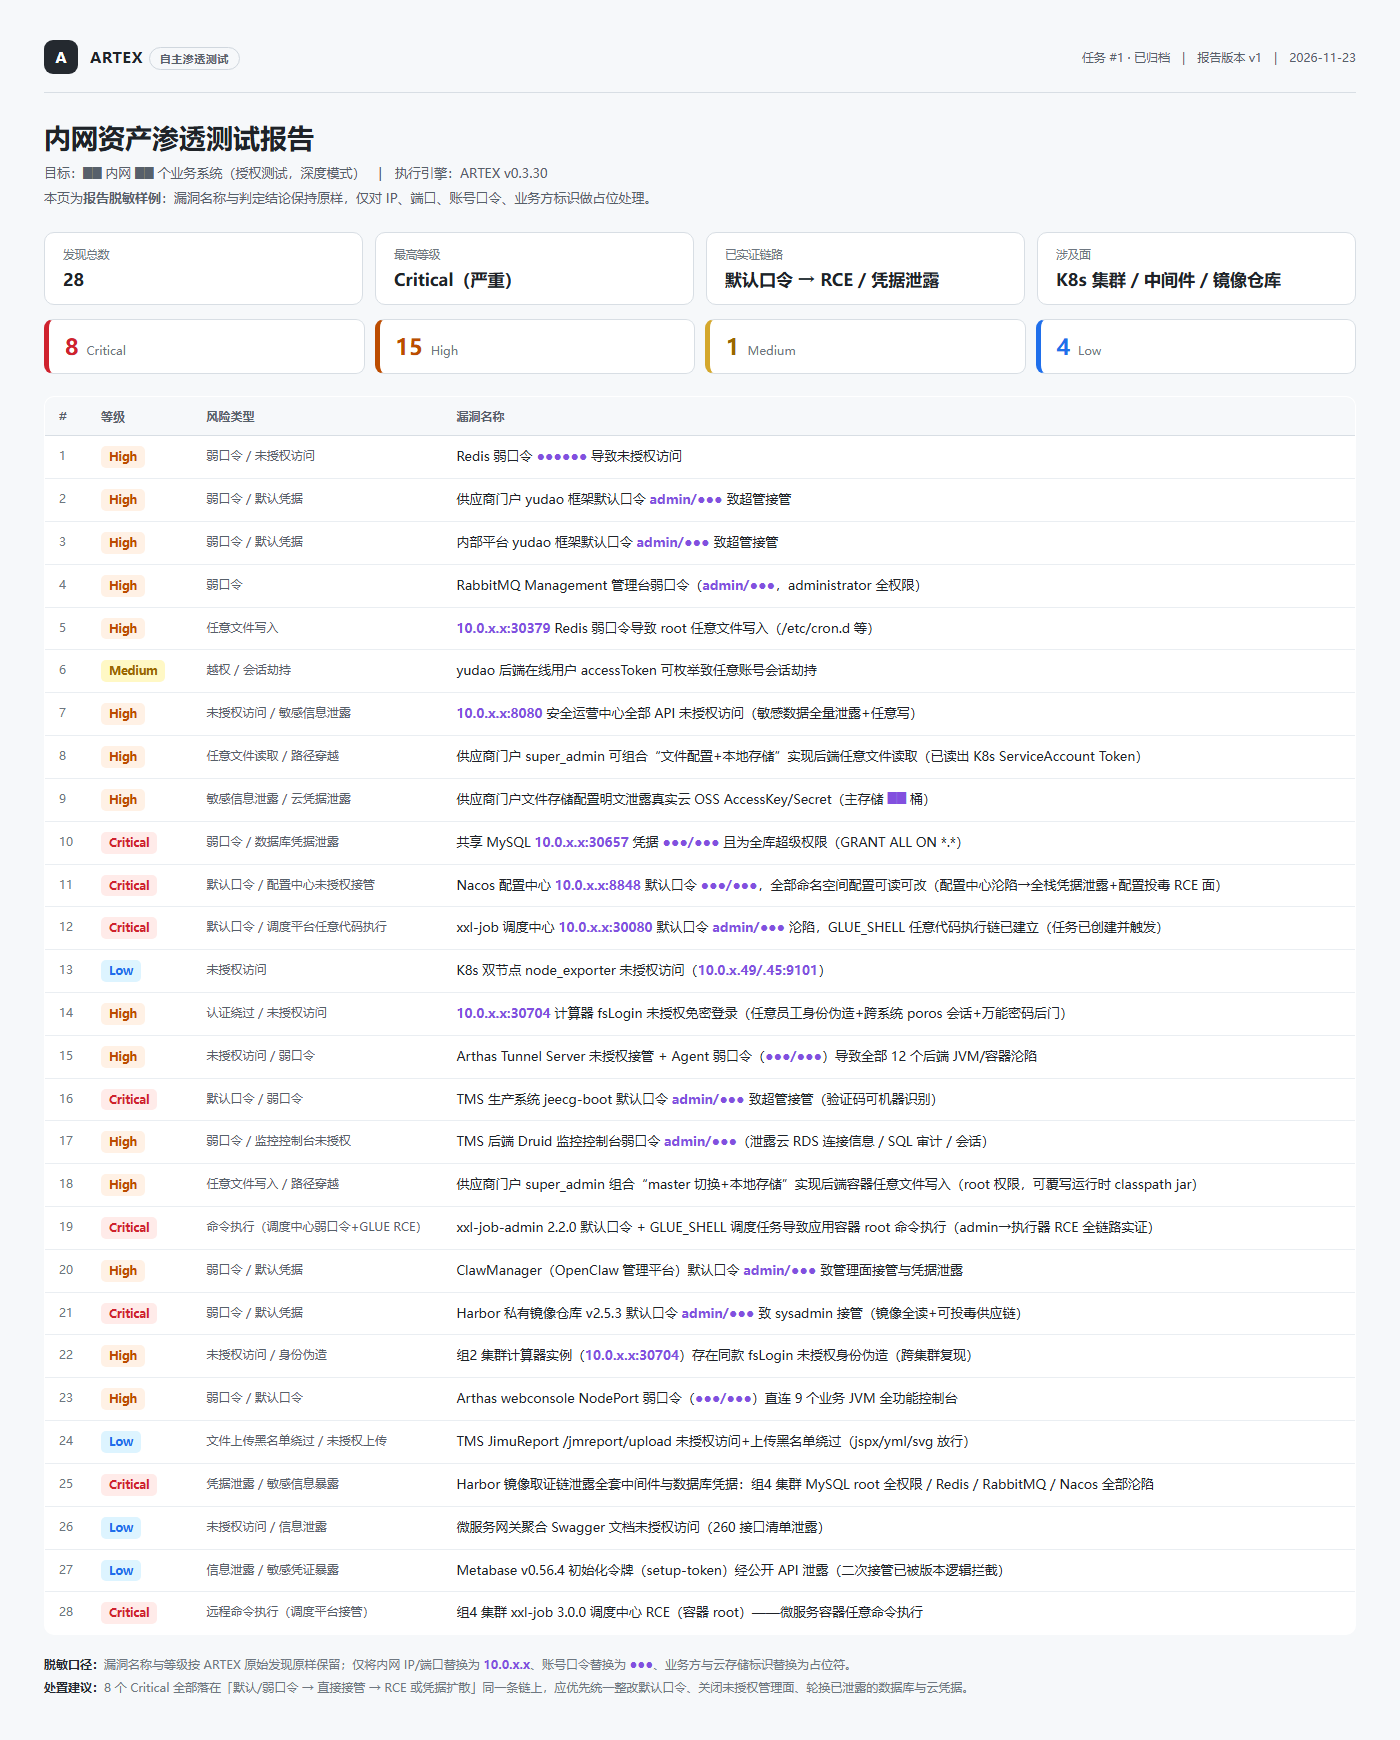 A ARTEX 自主渗透测试 任务 #1 · 已归档 | 报告版本 v1 | 2026-11-23
内网资产渗透测试报告
目标：██ 内网 ██ 个业务系统（授权测试，深度模式） | 执行引擎：ARTEX v0.3.30
本页为报告脱敏样例：漏洞名称与判定结论保持原样，仅对 IP、端口、账号口令、业务方标识做占位处理。
发现总数 最高等级 已实证链路 涉及面
28 Critical（严重） 默认口令 → RCE / 凭据泄露 K8s 集群 / 中间件 / 镜像仓库
8 Critical 15 High 1 Medium 4 Low
# 等级 风险类型 漏洞名称
1 High 弱口令 / 未授权访问 Redis 弱口令 ●●●●●● 导致未授权访问
2 High 弱口令 / 默认凭据 供应商门户 yudao 框架默认口令 admin/●●● 致超管接管
3 High 弱口令 / 默认凭据 内部平台 yudao 框架默认口令 admin/●●● 致超管接管
4 High 弱口令 RabbitMQ Management 管理台弱口令（admin/●●●，administrator 全权限）
5 High 任意文件写入 10.0.x.x:30379 Redis 弱口令导致 root 任意文件写入（/etc/cron.d 等）
6 Medium 越权 / 会话劫持 yudao 后端在线用户 accessToken 可枚举致任意账号会话劫持
7 High 未授权访问 / 敏感信息泄露 10.0.x.x:8080 安全运营中心全部 API 未授权访问（敏感数据全量泄露+任意写）
8 High 任意文件读取 / 路径穿越 供应商门户 super_admin 可组合“文件配置+本地存储”实现后端任意文件读取（已读出 K8s ServiceAccount Token）
9 High 敏感信息泄露 / 云凭据泄露 供应商门户文件存储配置明文泄露真实云 OSS AccessKey/Secret（主存储 ██ 桶）
10 Critical 弱口令 / 数据库凭据泄露 共享 MySQL 10.0.x.x:30657 凭据 ●●●/●●● 且为全库超级权限（GRANT ALL ON *.*）
11 Critical 默认口令 / 配置中心未授权接管 Nacos 配置中心 10.0.x.x:8848 默认口令 ●●●/●●●，全部命名空间配置可读可改（配置中心沦陷→全栈凭据泄露+配置投毒 RCE 面）
12 Critical 默认口令 / 调度平台任意代码执行 xxl-job 调度中心 10.0.x.x:30080 默认口令 admin/●●● 沦陷，GLUE_SHELL 任意代码执行链已建立（任务已创建并触发）
13 Low 未授权访问 K8s 双节点 node_exporter 未授权访问（10.0.x.49/.45:9101）
14 High 认证绕过 / 未授权访问 10.0.x.x:30704 计算器 fsLogin 未授权免密登录（任意员工身份伪造+跨系统 poros 会话+万能密码后门）
15 High 未授权访问 / 弱口令 Arthas Tunnel Server 未授权接管 + Agent 弱口令（●●●/●●●）导致全部 12 个后端 JVM/容器沦陷
16 Critical 默认口令 / 弱口令 TMS 生产系统 jeecg-boot 默认口令 admin/●●● 致超管接管（验证码可机器识别）
17 High 弱口令 / 监控控制台未授权 TMS 后端 Druid 监控控制台弱口令 admin/●●●（泄露云 RDS 连接信息 / SQL 审计 / 会话）
18 High 任意文件写入 / 路径穿越 供应商门户 super_admin 组合“master 切换+本地存储”实现后端容器任意文件写入（root 权限，可覆写运行时 classpath jar）
19 Critical 命令执行（调度中心弱口令+GLUE RCE） xxl-job-admin 2.2.0 默认口令 + GLUE_SHELL 调度任务导致应用容器 root 命令执行（admin→执行器 RCE 全链路实证）
20 High 弱口令 / 默认凭据 ClawManager（OpenClaw 管理平台）默认口令 admin/●●● 致管理面接管与凭据泄露
21 Critical 弱口令 / 默认凭据 Harbor 私有镜像仓库 v2.5.3 默认口令 admin/●●● 致 sysadmin 接管（镜像全读+可投毒供应链）
22 High 未授权访问 / 身份伪造 组2 集群计算器实例（10.0.x.x:30704）存在同款 fsLogin 未授权身份伪造（跨集群复现）
23 High 弱口令 / 默认口令 Arthas webconsole NodePort 弱口令（●●●/●●●）直连 9 个业务 JVM 全功能控制台
24 Low 文件上传黑名单绕过 / 未授权上传 TMS JimuReport /jmreport/upload 未授权访问+上传黑名单绕过（jspx/yml/svg 放行）
25 Critical 凭据泄露 / 敏感信息暴露 Harbor 镜像取证链泄露全套中间件与数据库凭据：组4 集群 MySQL root 全权限 / Redis / RabbitMQ / Nacos 全部沦陷
26 Low 未授权访问 / 信息泄露 微服务网关聚合 Swagger 文档未授权访问（260 接口清单泄露）
27 Low 信息泄露 / 敏感凭证暴露 Metabase v0.56.4 初始化令牌（setup-token）经公开 API 泄露（二次接管已被版本逻辑拦截）
28 Critical 远程命令执行（调度平台接管） 组4 集群 xxl-job 3.0.0 调度中心 RCE（容器 root）——微服务容器任意命令执行
脱敏口径：漏洞名称与等级按 ARTEX 原始发现原样保留；仅将内网 IP/端口替换为 10.0.x.x、账号口令替换为 ●●●、业务方与云存储标识替换为占位符。
处置建议：8 个 Critical 全部落在「默认/弱口令 → 直接接管 → RCE 或凭据扩散」同一条链上，应优先统一整改默认口令、关闭未授权管理面、轮换已泄露的数据库与云凭据。